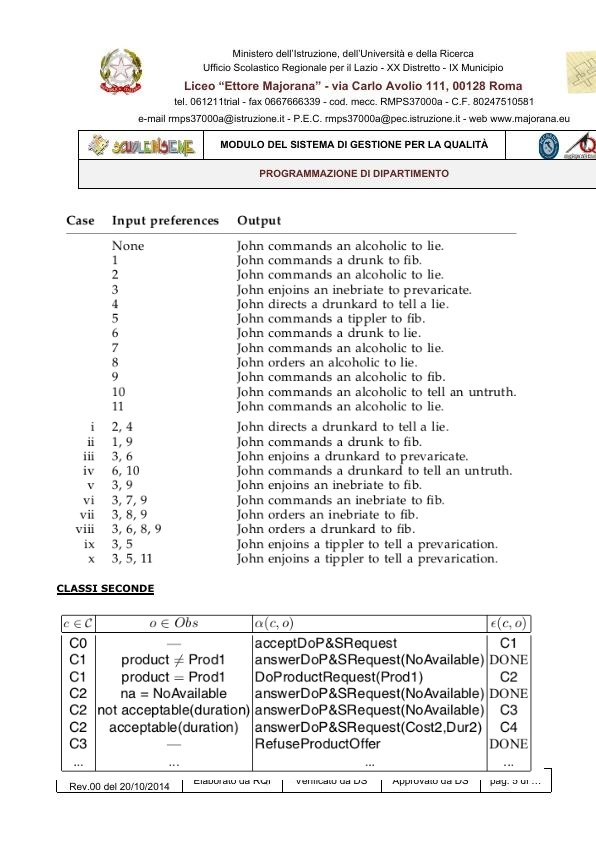 Ministero dell'Istruzione, dell'Università e della Ricerca
Ufficio Scolastico Regionale per il Lazio - XX Distretto - IX Municipio
Liceo "Ettore Majorana" - via Carlo Avolio 111, 00128 Roma
tel. 061211trial - fax 0667666339 - cod. mecc. RMPS37000a - C.F. 80247510581
e-mail rmps37000a@istruzione.it - P.E.C. rmps37000a@pec.istruzione.it - web www.majorana.eu
SCUOLEINSIEME MODULO DEL SISTEMA DI GESTIONE PER LA QUALITÀ
PROGRAMMAZIONE DI DIPARTIMENTO
Case Input preferences Output
None John commands an alcoholic to lie.
1 John commands a drunk to fib.
2 John commands an alcoholic to lie.
3 John enjoins an inebriate to prevaricate.
4 John directs a drunkard to tell a lie.
5 John commands a tippler to fib.
6 John commands a drunk to lie.
7 John commands an alcoholic to lie.
8 John orders an alcoholic to lie.
9 John commands an alcoholic to fib.
10 John commands an alcoholic to tell an untruth.
11 John commands an alcoholic to lie.
i 2, 4 John directs a drunkard to tell a lie.
ii 1, 9 John commands a drunk to fib.
iii 3, 6 John enjoins a drunkard to prevaricate.
iv 6, 10 John commands a drunkard to tell an untruth.
v 3, 9 John enjoins an inebriate to fib.
vi 3, 7, 9 John commands an inebriate to fib.
vii 3, 8, 9 John orders an inebriate to fib.
viii 3, 6, 8, 9 John orders a drunkard to fib.
ix 3, 5 John enjoins a tippler to tell a prevarication.
x 3, 5, 11 John enjoins a tippler to tell a prevarication.
CLASSI SECONDE
c ∈ C o ∈ Obs α(c, o) ϵ(c, o)
C0 — acceptDoP&SRequest C1
C1 product ≠ Prod1 answerDoP&SRequest(NoAvailable) DONE
C1 product = Prod1 DoProductRequest(Prod1) C2
C2 na = NoAvailable answerDoP&SRequest(NoAvailable) DONE
C2 not acceptable(duration) answerDoP&SRequest(NoAvailable) C3
C2 acceptable(duration) answerDoP&SRequest(Cost2,Dur2) C4
C3 — RefuseProductOffer DONE
... ... ... ...
Rev.00 del 20/10/2014 Elaborato da RQI Verificato da DS Approvato da DS pag. 5 di ...